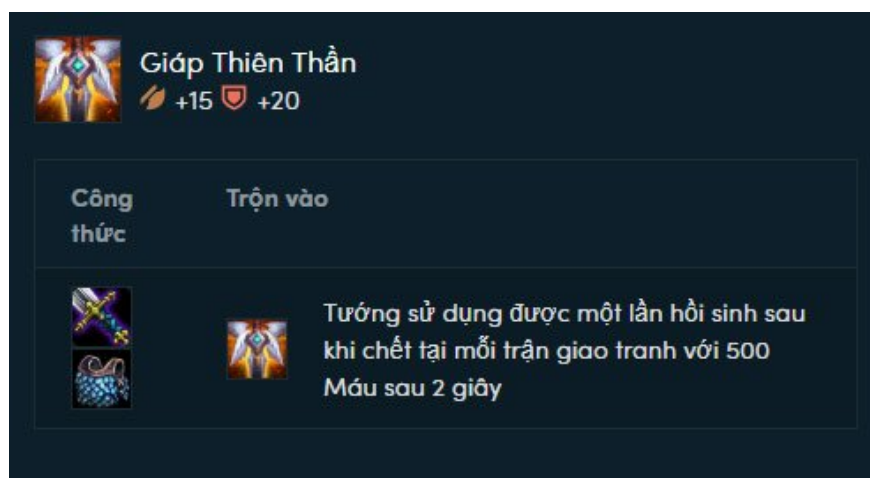 Giáp Thiên Thần
+15 +20
Công Trộn vào
thức
Tướng sử dụng được một lần hồi sinh sau
khi chết tại mỗi trận giao tranh với 500
Máu sau 2 giây